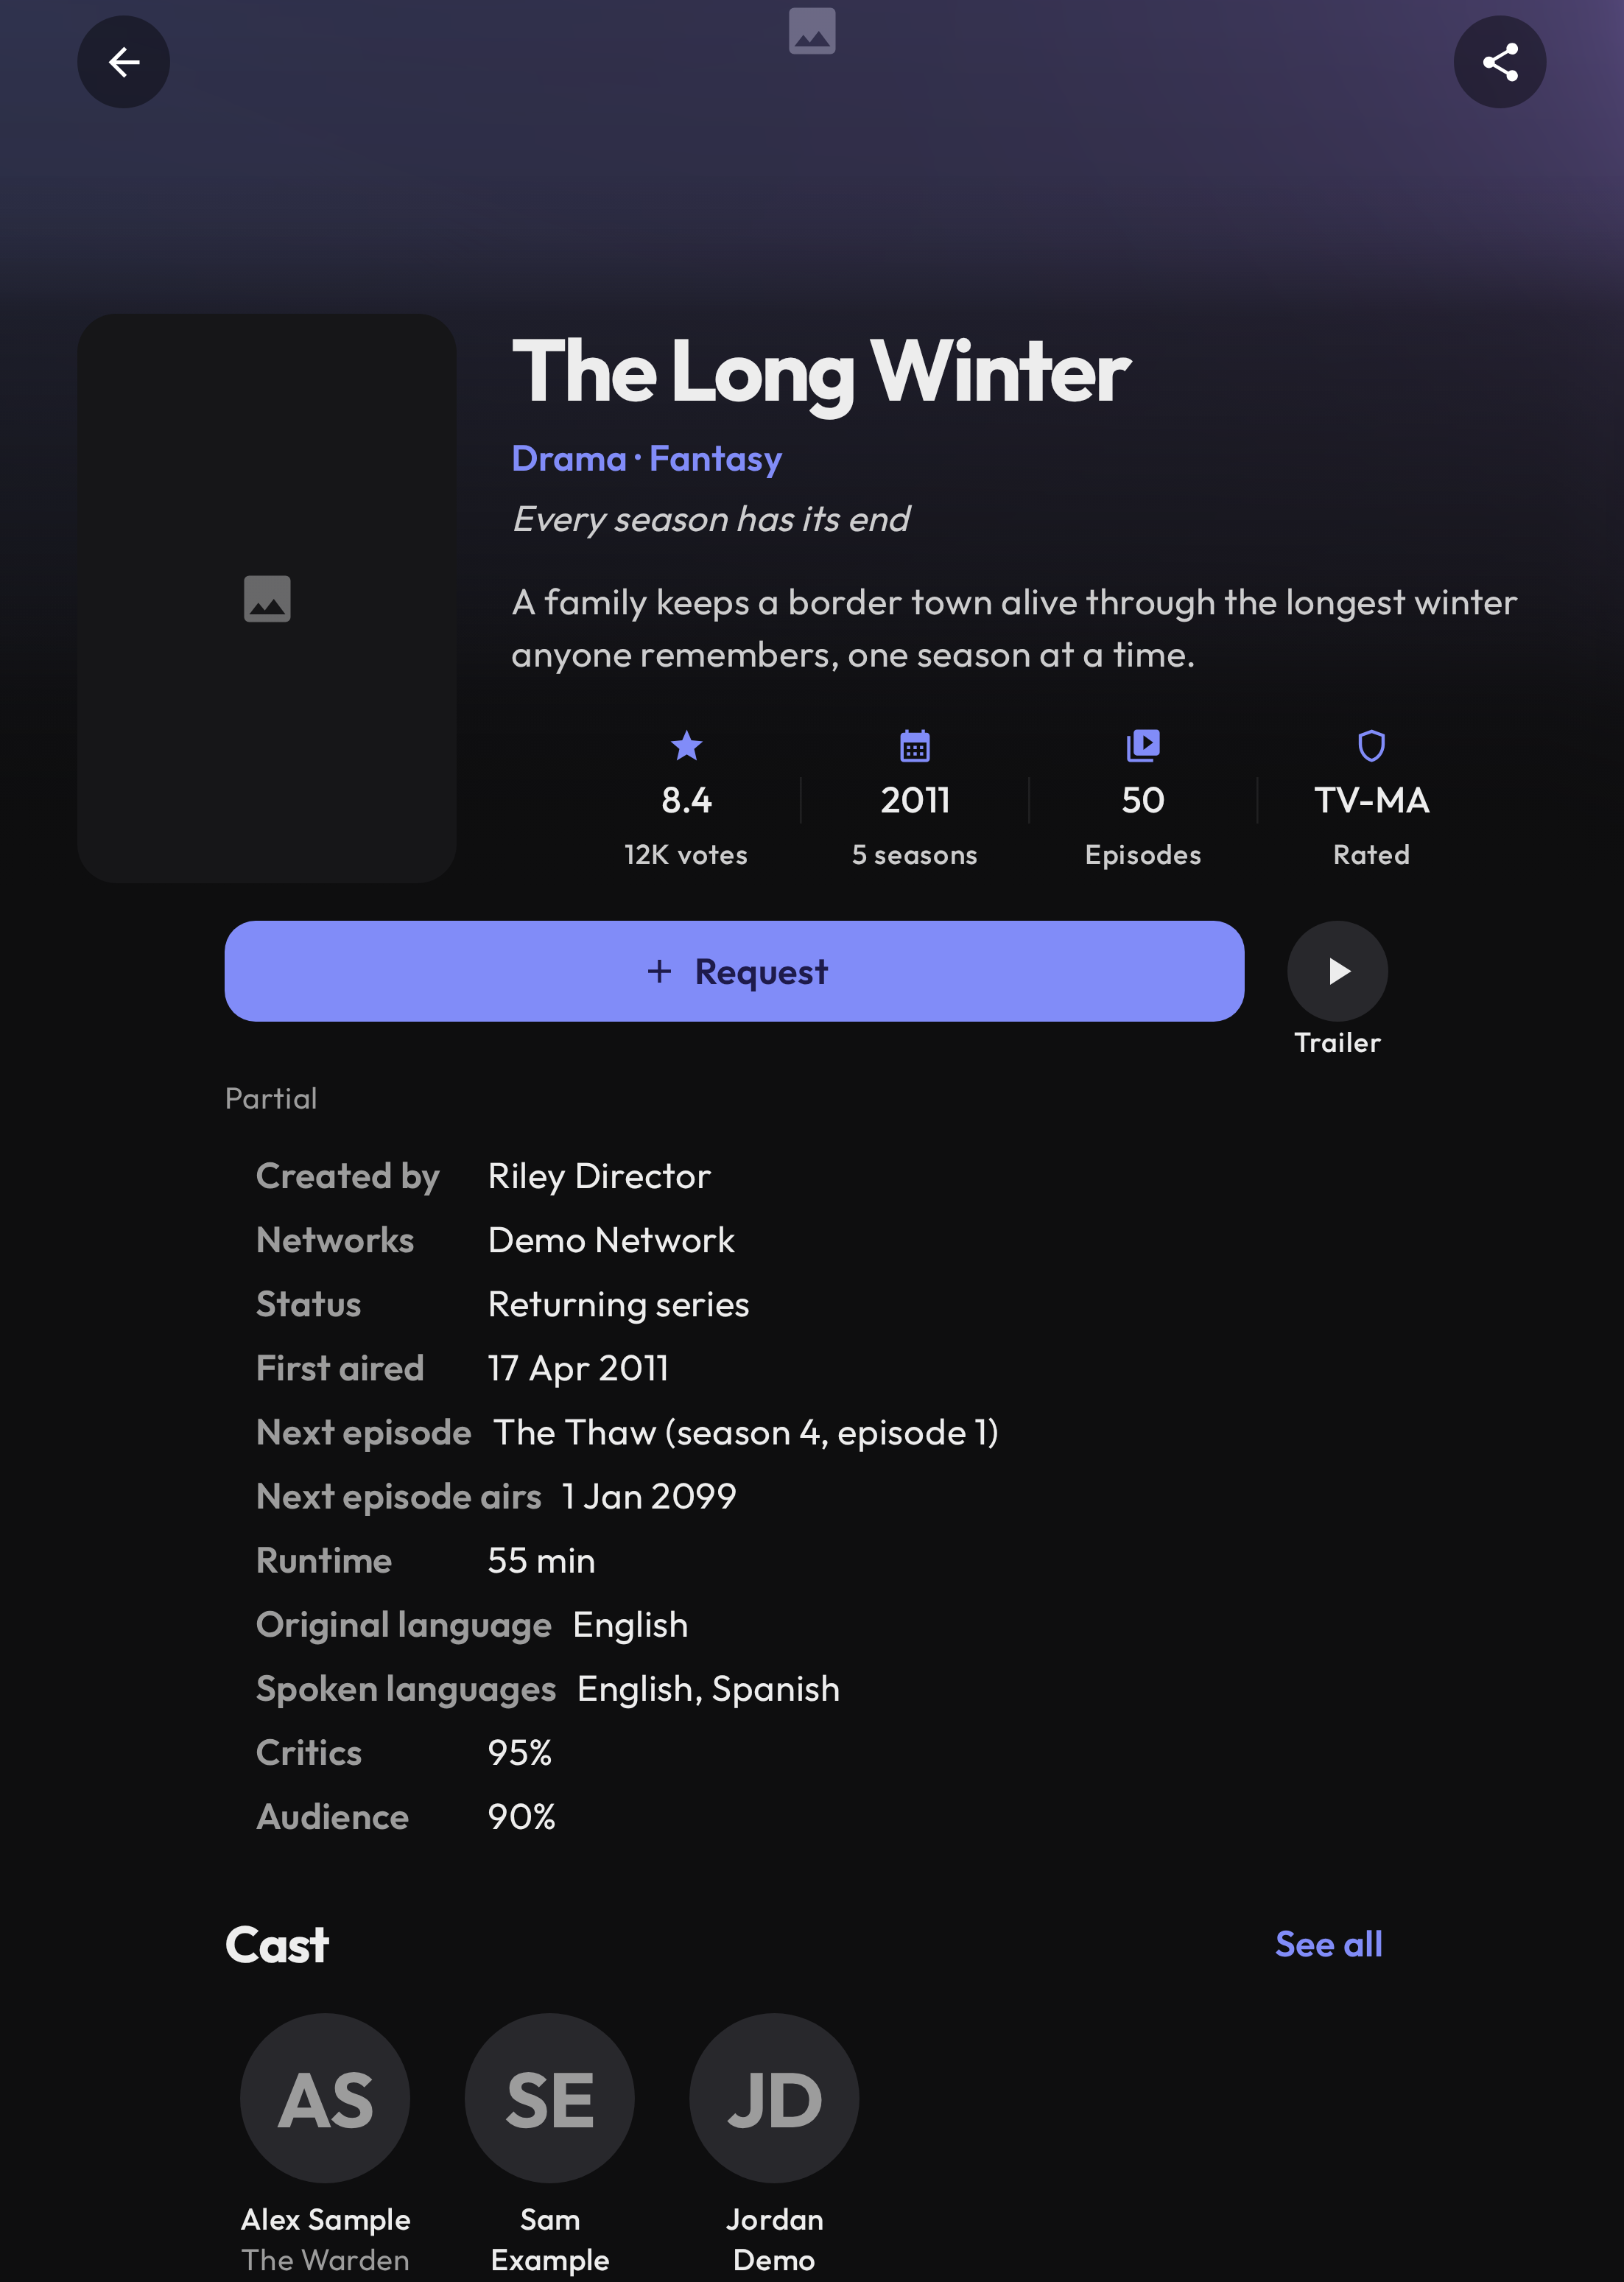 The Long Winter
Drama · Fantasy
Every season has its end
A family keeps a border town alive through the longest winter
anyone remembers, one season at a time.
8.4 2011 50 TV-MA
12K votes 5 seasons Episodes Rated
+ Request
Trailer
Partial
Created by Riley Director
Networks Demo Network
Status Returning series
First aired 17 Apr 2011
Next episode The Thaw (season 4, episode 1)
Next episode airs 1 Jan 2099
Runtime 55 min
Original language English
Spoken languages English, Spanish
Critics 95%
Audience 90%
Cast See all
AS SE JD
Alex Sample Sam Jordan
The Warden Example Demo